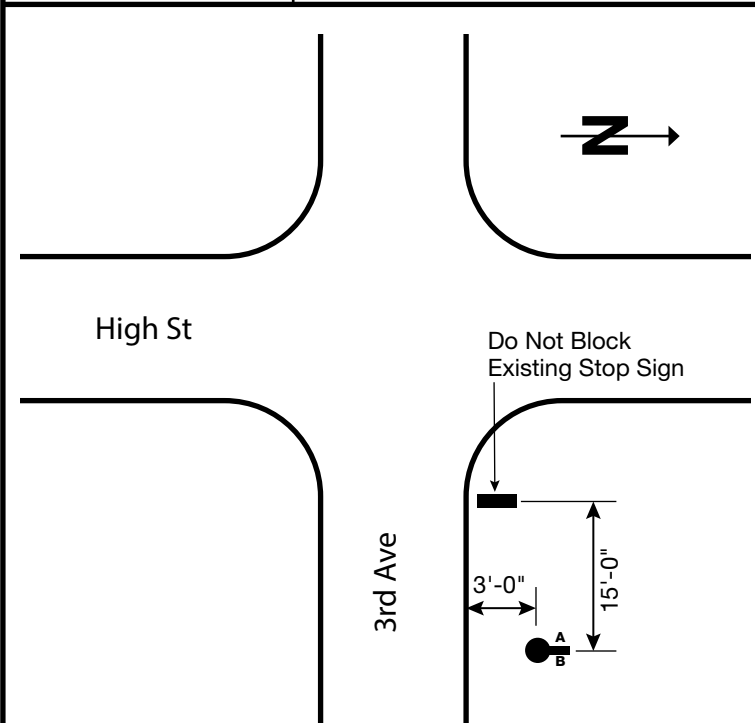 N
High St
Do Not Block
Existing Stop Sign
3rd Ave
3'-0"
15'-0"
A
B